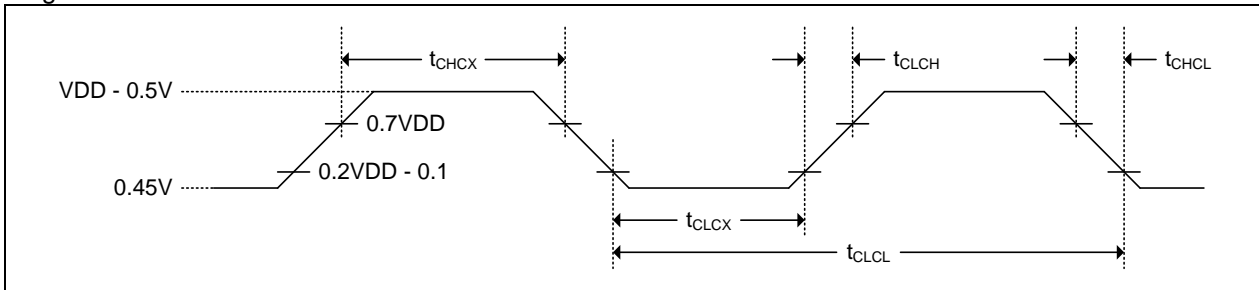 tCHCX
tCLCH
tCHCL
VDD - 0.5V
0.7VDD
0.2VDD - 0.1
0.45V
tCLCX
tCLCL